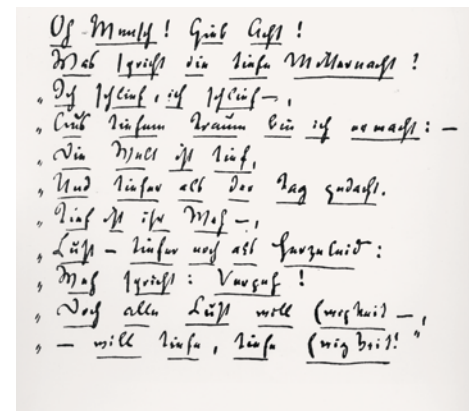 Oh Mensch! Gieb Acht!
Was spricht die tiefe Mitternacht?
„Ich schlief, ich schlief —,
„Aus tiefem Traum bin ich erwacht: —
„Die Welt ist tief,
„Und tiefer als der Tag gedacht.
„Tief ist ihr Weh —,
„Lust — tiefer noch als Herzeleid:
„Weh spricht: Vergeh!
„Doch alle Lust will Ewigkeit —,
„— will tiefe, tiefe Ewigkeit!“